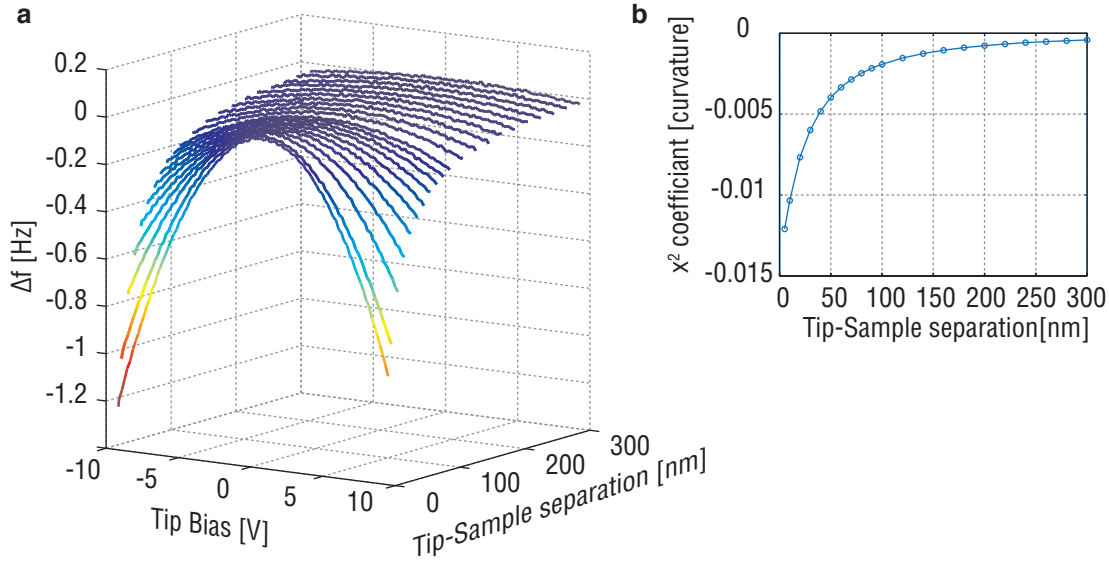 a
0.2
0
-0.2
-0.4
-0.6
-0.8
-1
-1.2
Δf [Hz]
-10
-5
0
5
10
Tip Bias [V]
0
100
200
300
Tip-Sample separation [nm]
b
0
-0.005
-0.01
-0.015
x² coefficiant [curvature]
0 50 100 150 200 250 300
Tip-Sample separation[nm]